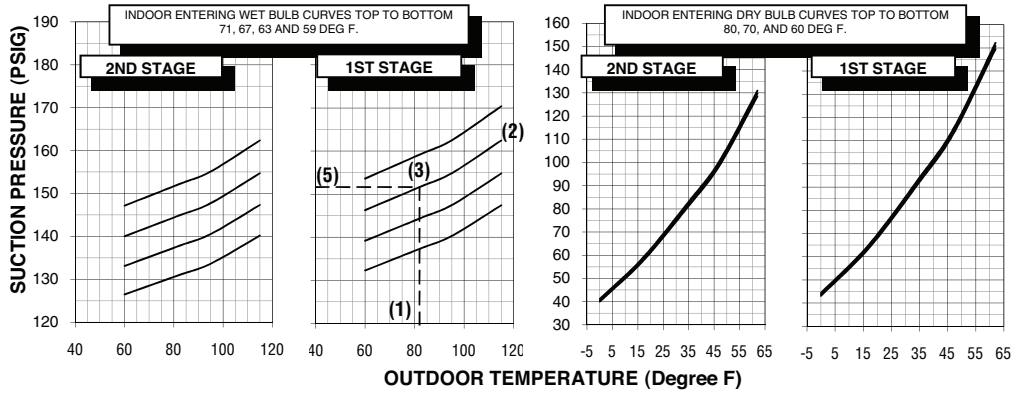 INDOOR ENTERING WET BULB CURVES TOP TO BOTTOM
71, 67, 63 AND 59 DEG F.
INDOOR ENTERING DRY BULB CURVES TOP TO BOTTOM
80, 70, AND 60 DEG F.
2ND STAGE
1ST STAGE
2ND STAGE
1ST STAGE
SUCTION PRESSURE (PSIG)
190
180
170
160
150
140
130
120
(5)
(3)
(2)
(1)
160
150
140
130
120
110
100
90
80
70
60
50
40
30
40 60 80 100 120
40 60 80 100 120
-5 5 15 25 35 45 55 65
-5 5 15 25 35 45 55 65
OUTDOOR TEMPERATURE (Degree F)